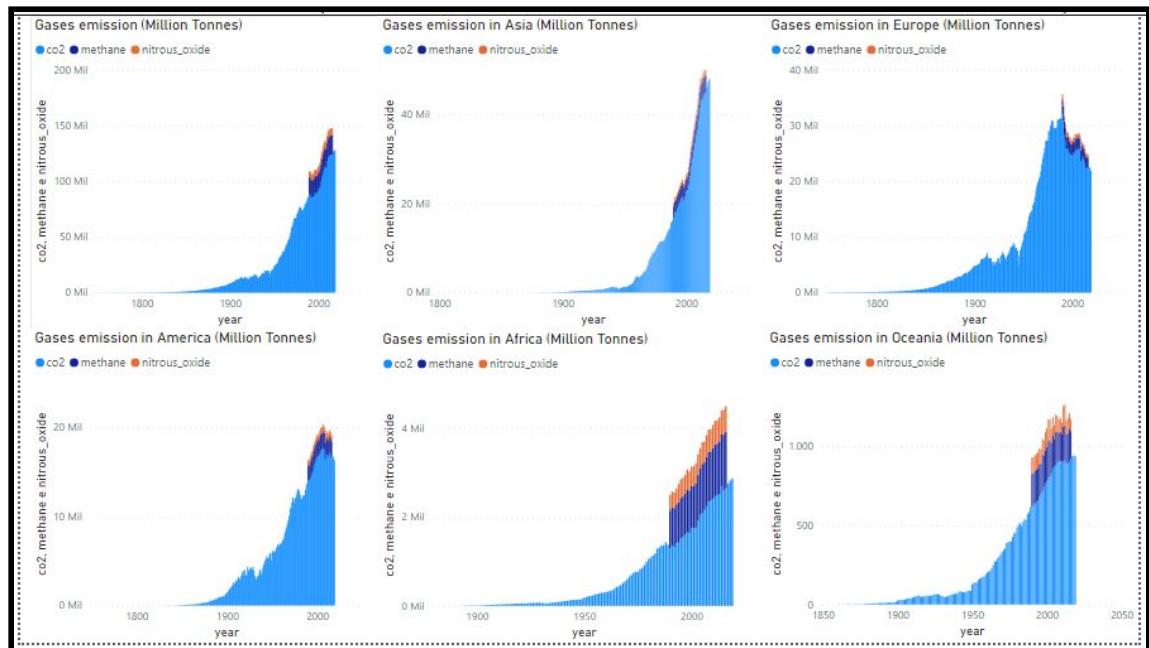 Gases emission (Million Tonnes)
co2 methane nitrous_oxide
200 Mil
150 Mil
100 Mil
50 Mil
0 Mil
co2, methane e nitrous_oxide
1800 1900 2000
year
Gases emission in Asia (Million Tonnes)
co2 methane nitrous_oxide
40 Mil
20 Mil
0 Mil
co2, methane e nitrous_oxide
1800 1900 2000
year
Gases emission in Europe (Million Tonnes)
co2 methane nitrous_oxide
40 Mil
30 Mil
20 Mil
10 Mil
0 Mil
co2, methane e nitrous_oxide
1800 1900 2000
year
Gases emission in America (Million Tonnes)
co2 methane nitrous_oxide
20 Mil
10 Mil
0 Mil
co2, methane e nitrous_oxide
1800 1900 2000
year
Gases emission in Africa (Million Tonnes)
co2 methane nitrous_oxide
4 Mil
2 Mil
0 Mil
co2, methane e nitrous_oxide
1900 1950 2000
year
Gases emission in Oceania (Million Tonnes)
co2 methane nitrous_oxide
1.000
500
0
co2, methane e nitrous_oxide
1850 1900 1950 2000 2050
year